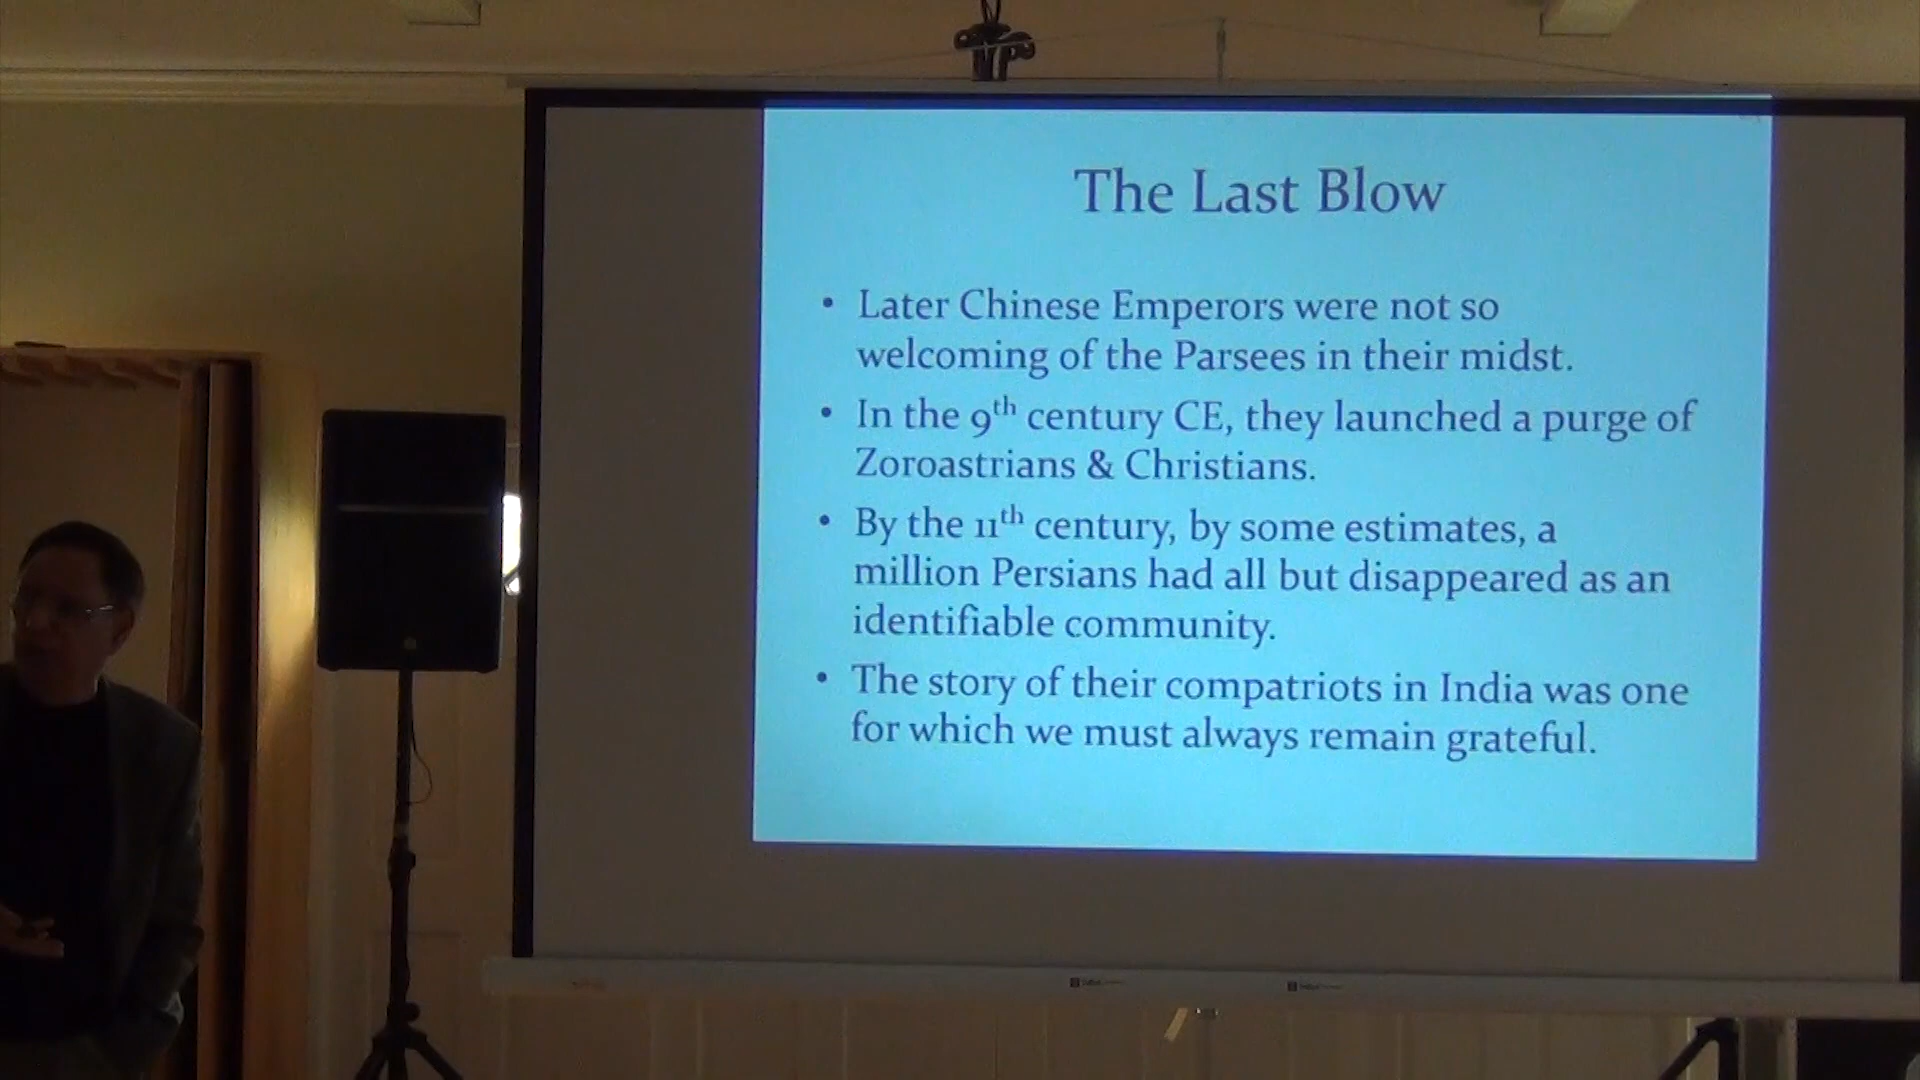 The Last Blow
• Later Chinese Emperors were not so
welcoming of the Parsees in their midst.
• In the 9th century CE, they launched a purge of
Zoroastrians & Christians.
• By the 11th century, by some estimates, a
million Persians had all but disappeared as an
identifiable community.
• The story of their compatriots in India was one
for which we must always remain grateful.